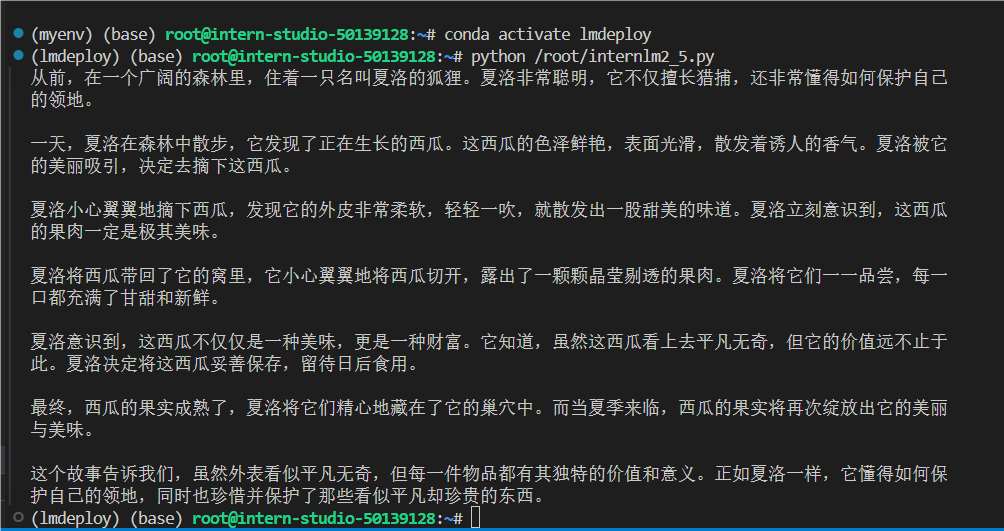 (myenv) (base) root@intern-studio-50139128:~# conda activate lmdeploy
(lmdeploy) (base) root@intern-studio-50139128:~# python /root/internlm2_5.py
从前，在一个广阔的森林里，住着一只名叫夏洛的狐狸。夏洛非常聪明，它不仅擅长猎捕，还非常懂得如何保护自己
的领地。
一天，夏洛在森林中散步，它发现了正在生长的西瓜。这西瓜的色泽鲜艳，表面光滑，散发着诱人的香气。夏洛被它
的美丽吸引，决定去摘下这西瓜。
夏洛小心翼翼地摘下西瓜，发现它的外皮非常柔软，轻轻一吹，就散发出一股甜美的味道。夏洛立刻意识到，这西瓜
的果肉一定是极其美味。
夏洛将西瓜带回了它的窝里，它小心翼翼地将西瓜切开，露出了一颗颗晶莹剔透的果肉。夏洛将它们一一品尝，每一
口都充满了甘甜和新鲜。
夏洛意识到，这西瓜不仅仅是一种美味，更是一种财富。它知道，虽然这西瓜看上去平凡无奇，但它的价值远不止于
此。夏洛决定将这西瓜妥善保存，留待日后食用。
最终，西瓜的果实成熟了，夏洛将它们精心地藏在了它的巢穴中。而当夏季来临，西瓜的果实将再次绽放出它的美丽
与美味。
这个故事告诉我们，虽然外表看似平凡无奇，但每一件物品都有其独特的价值和意义。正如夏洛一样，它懂得如何保
护自己的领地，同时也珍惜并保护了那些看似平凡却珍贵的东西。
(lmdeploy) (base) root@intern-studio-50139128:~#